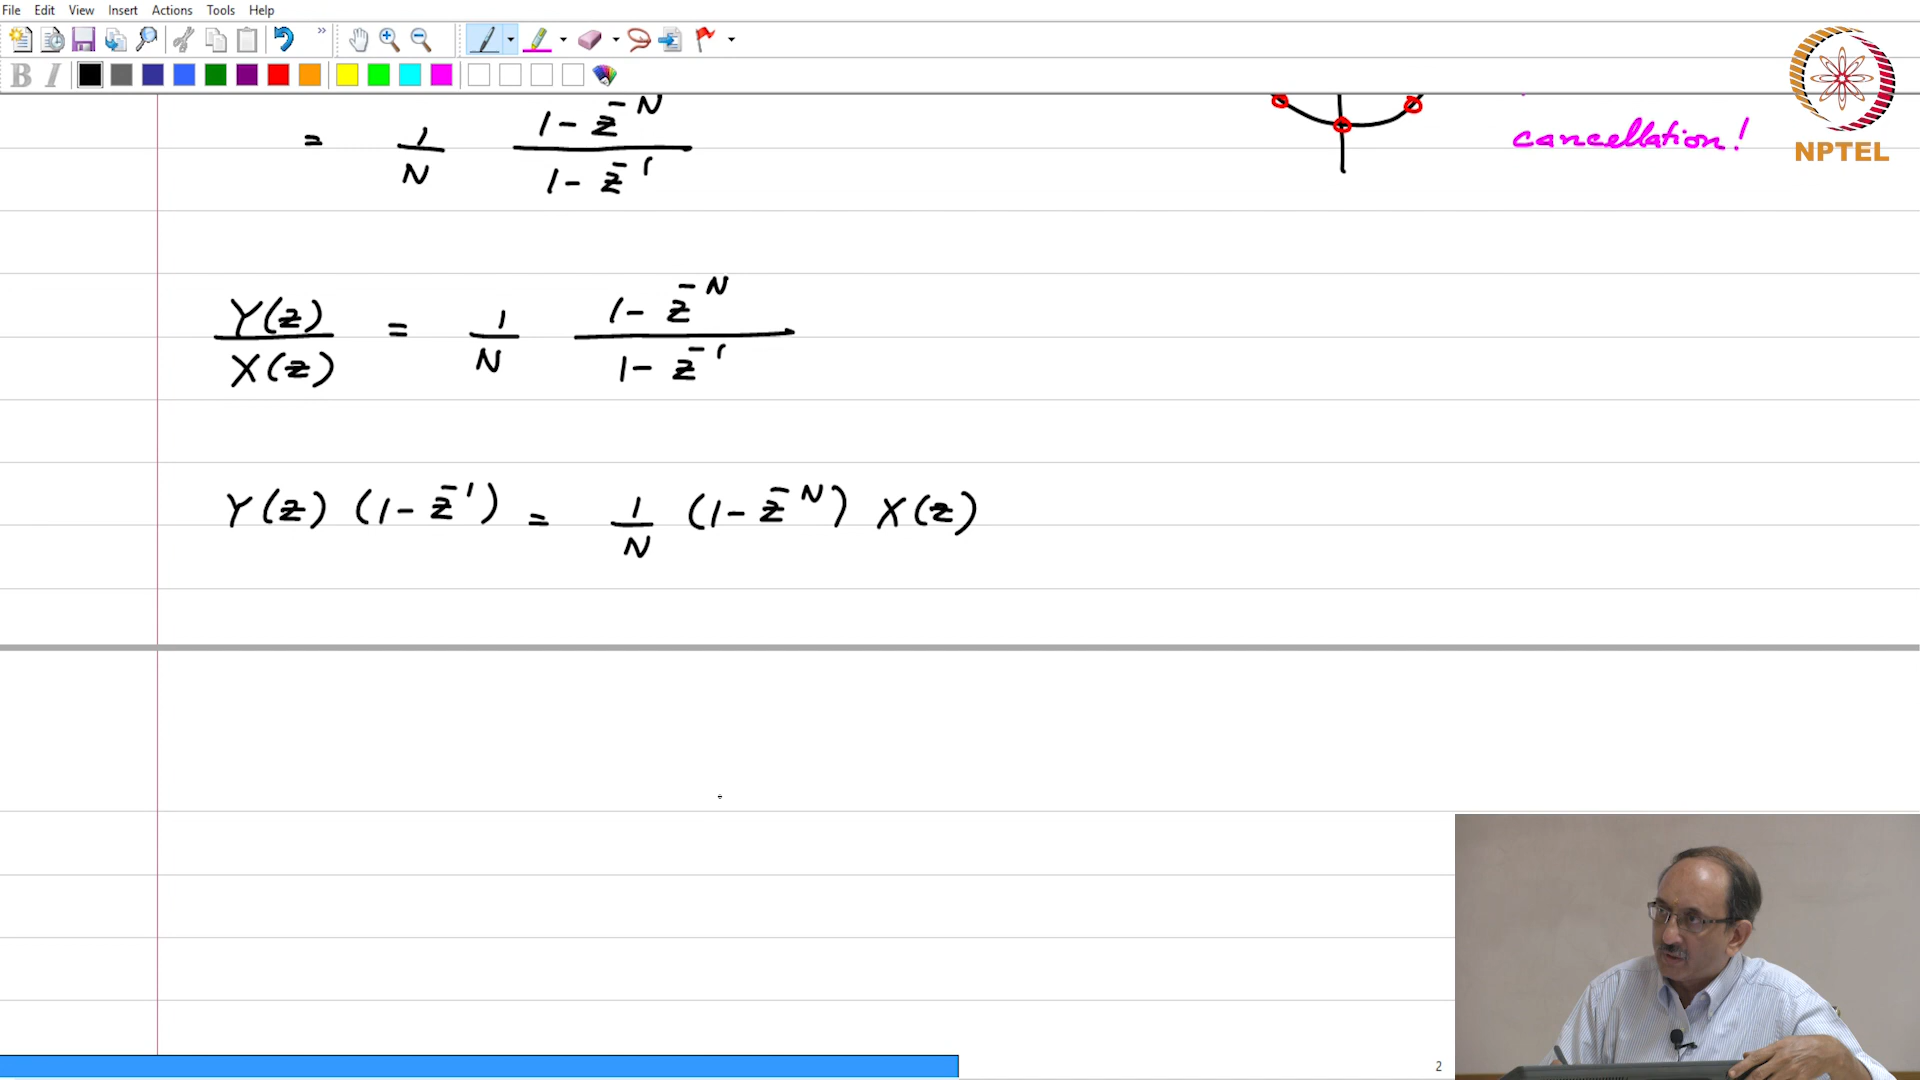 File Edit View Insert Actions Tools Help
= 1/N (1 - z^-N)/(1 - z^-1)
cancellation!
NPTEL
Y(z)/X(z) = 1/N (1 - z^-N)/(1 - z^-1)
Y(z) (1 - z^-1) = 1/N (1 - z^-N) X(z)
2